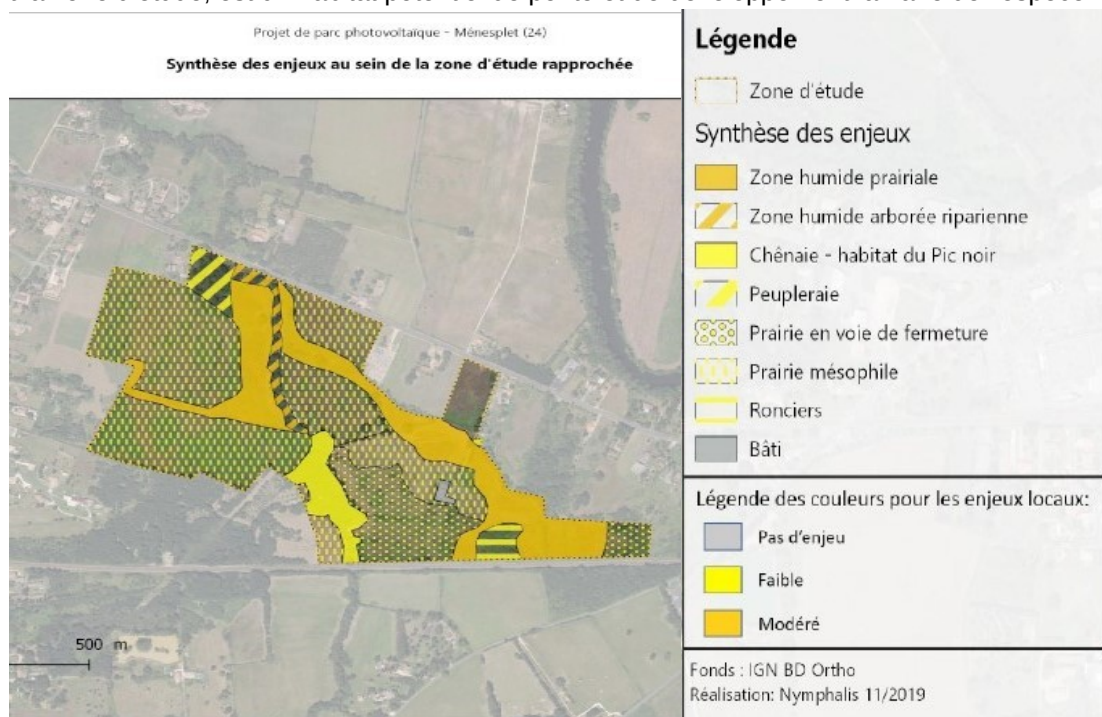 Projet de parc photovoltaïque - Ménesplet (24)
Synthèse des enjeux au sein de la zone d'étude rapprochée
500 m
Légende
Zone d'étude
Synthèse des enjeux
Zone humide prairiale
Zone humide arborée riparienne
Chênaie - habitat du Pic noir
Peupleraie
Prairie en voie de fermeture
Prairie mésophile
Ronciers
Bâti
Légende des couleurs pour les enjeux locaux:
Pas d'enjeu
Faible
Modéré
Fonds : IGN BD Ortho
Réalisation: Nymphalis 11/2019